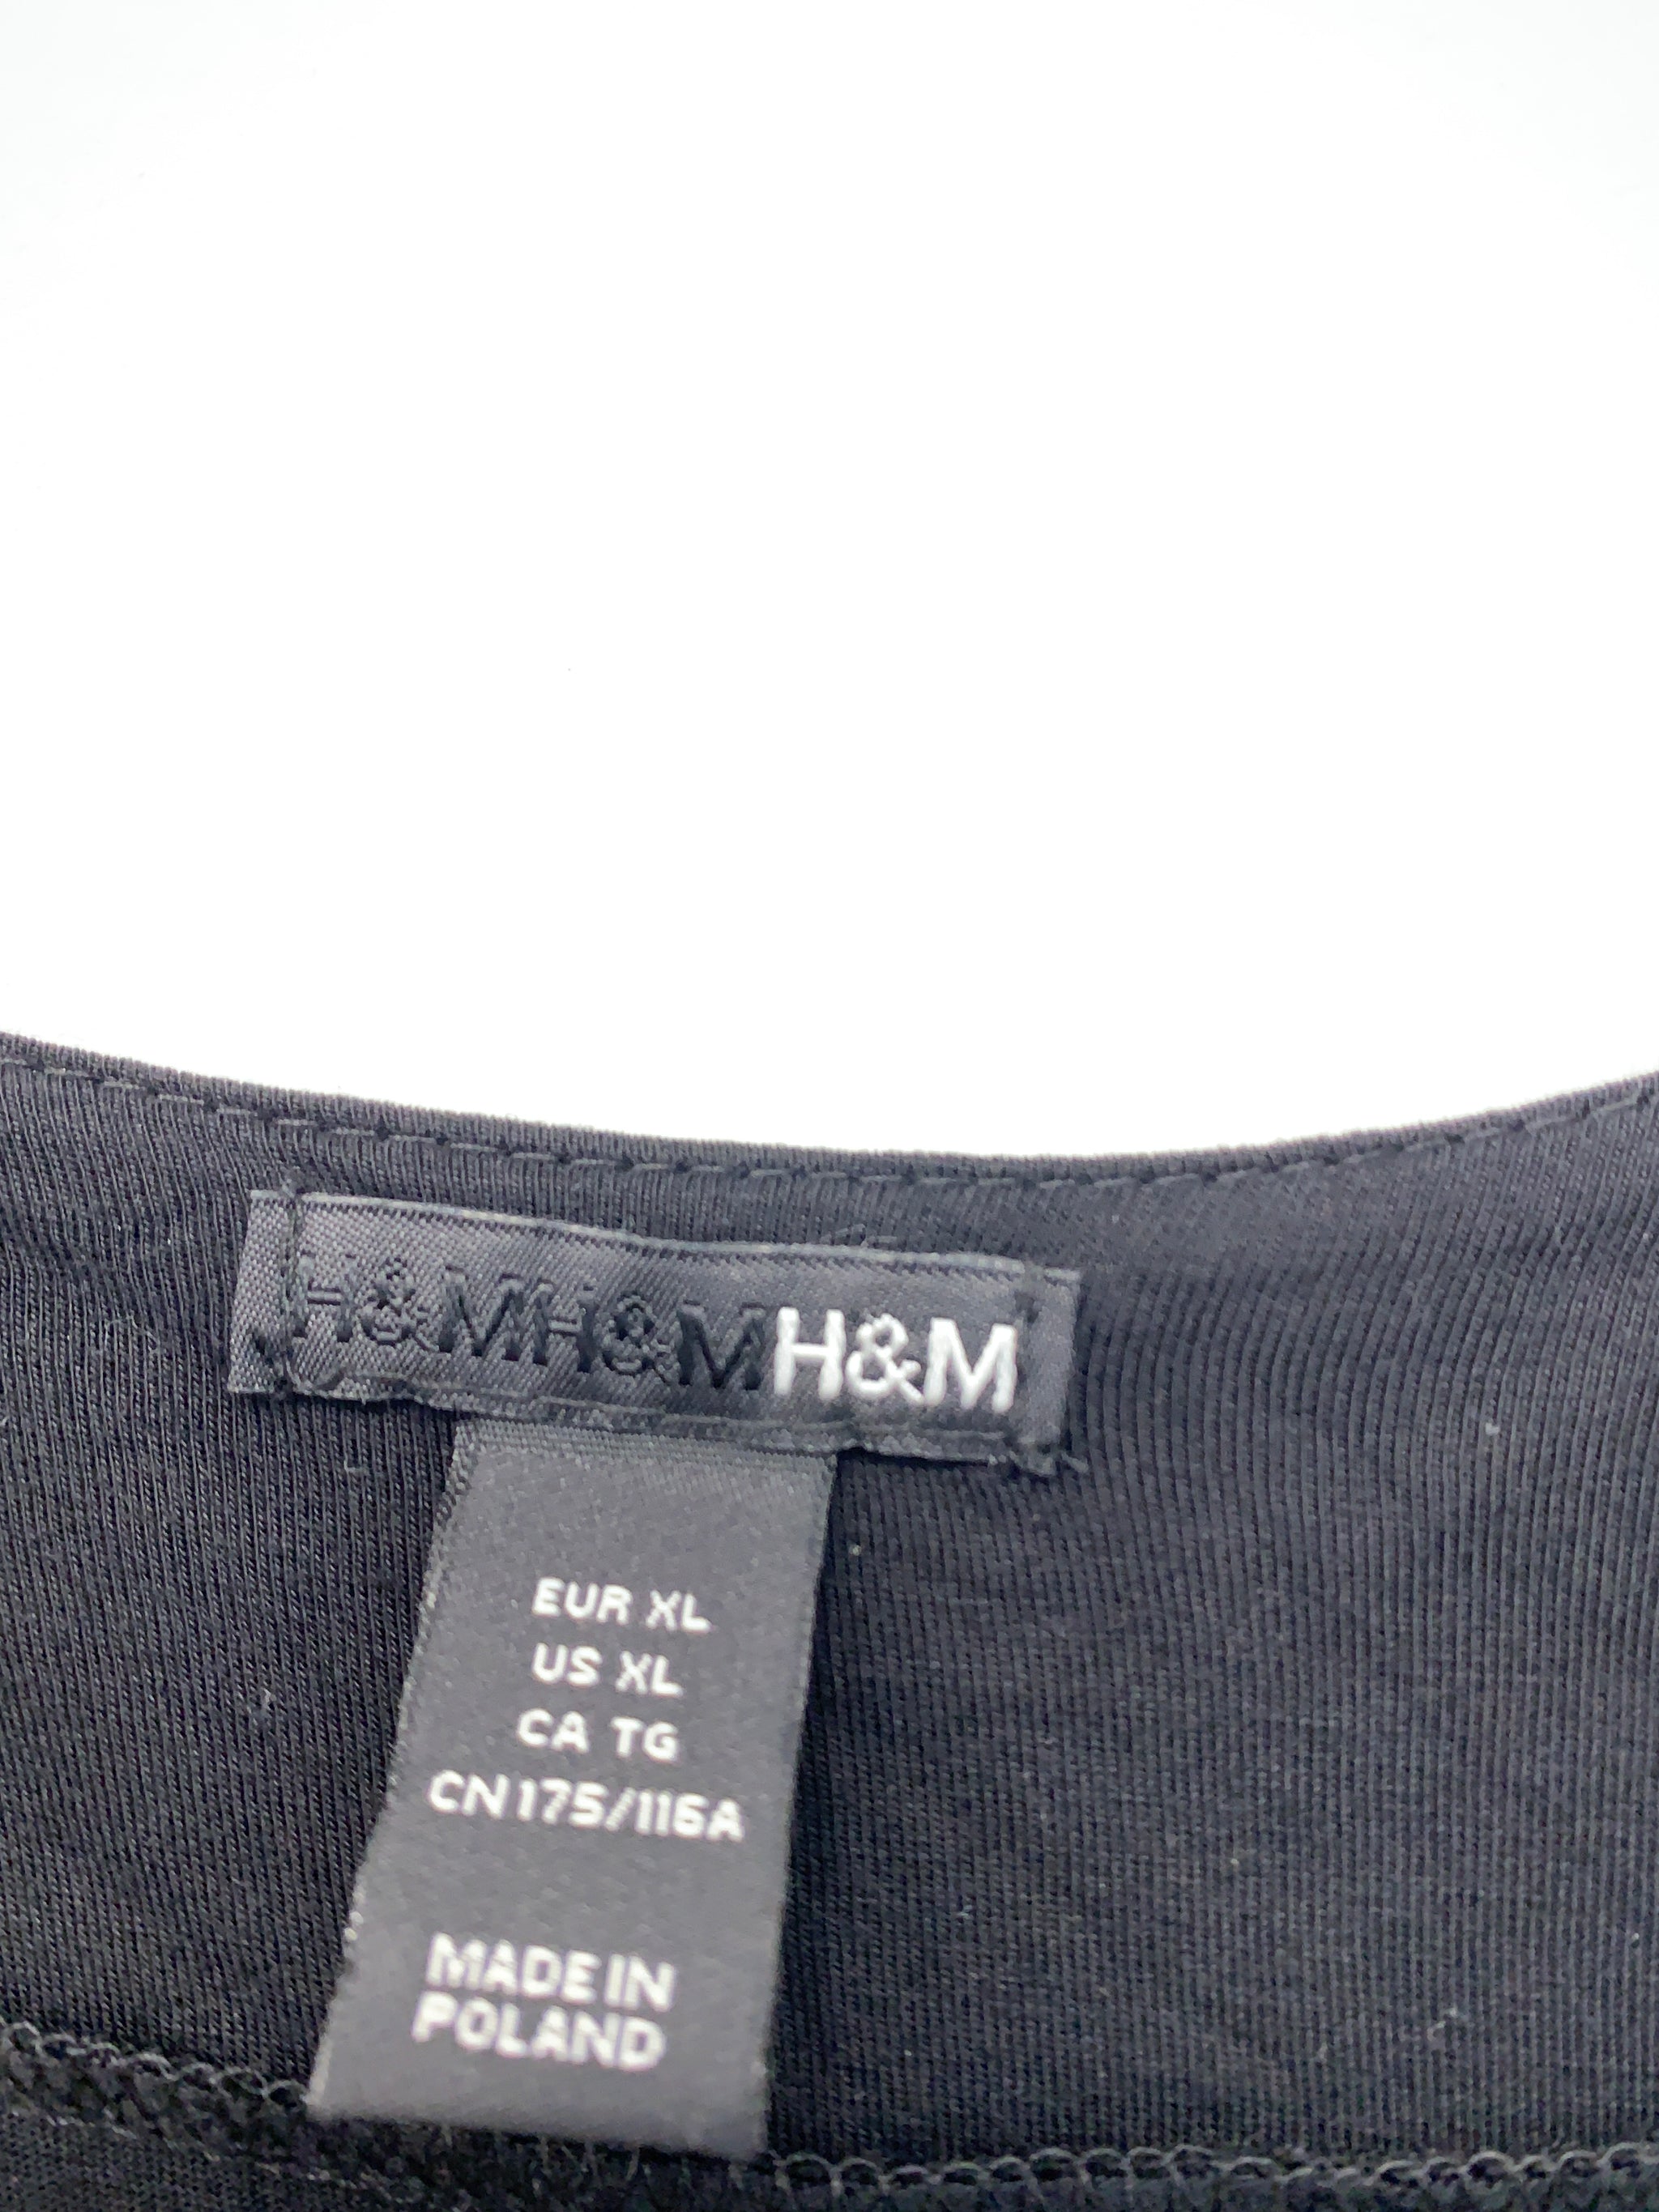 H&MH&MH&M
EUR XL
US XL
CA TG
CN175/116A
MADE IN
POLAND